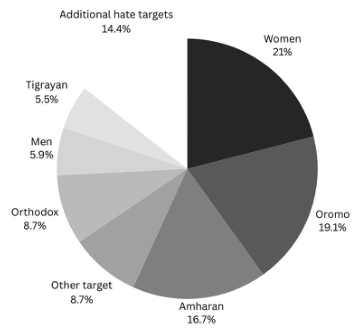 Additional hate targets
14.4%
Women
21%
Tigrayan
5.5%
Men
5.9%
Orthodox
8.7%
Oromo
19.1%
Other target
8.7%
Amharan
16.7%